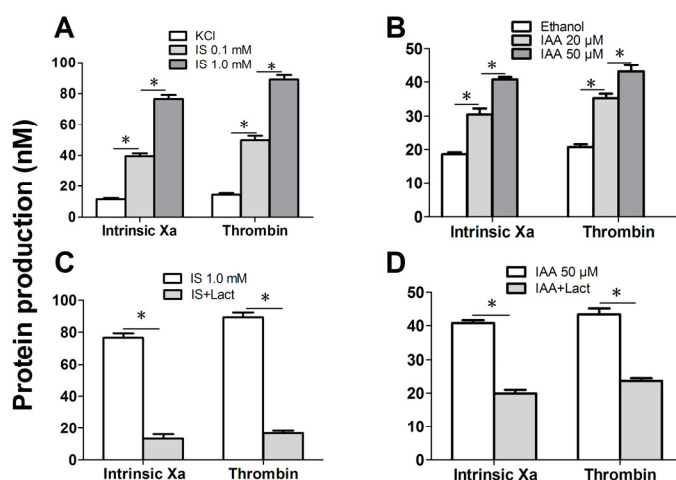 Protein production (nM)
A
KCl
IS 0.1 mM
IS 1.0 mM
100
80
60
40
20
0
* * * *
Intrinsic Xa Thrombin
B
Ethanol
IAA 20 µM
IAA 50 µM
50
40
30
20
10
0
* * * *
Intrinsic Xa Thrombin
C
IS 1.0 mM
IS+Lact
100
80
60
40
20
0
* *
Intrinsic Xa Thrombin
D
IAA 50 µM
IAA+Lact
50
40
30
20
10
0
* *
Intrinsic Xa Thrombin